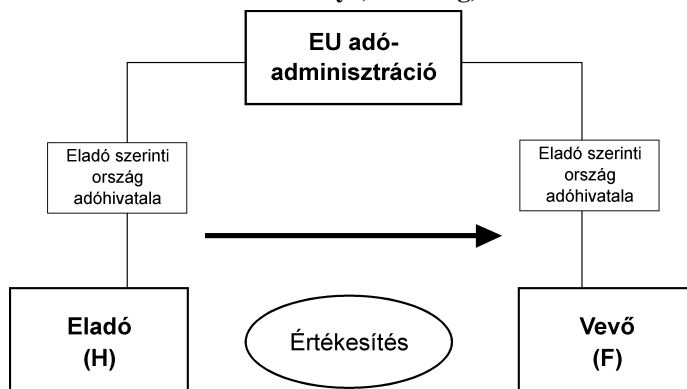 EU adó-
adminisztráció
Eladó szerinti
ország
adóhivatala
Eladó szerinti
ország
adóhivatala
Eladó
(H)
Értékesítés
Vevő
(F)